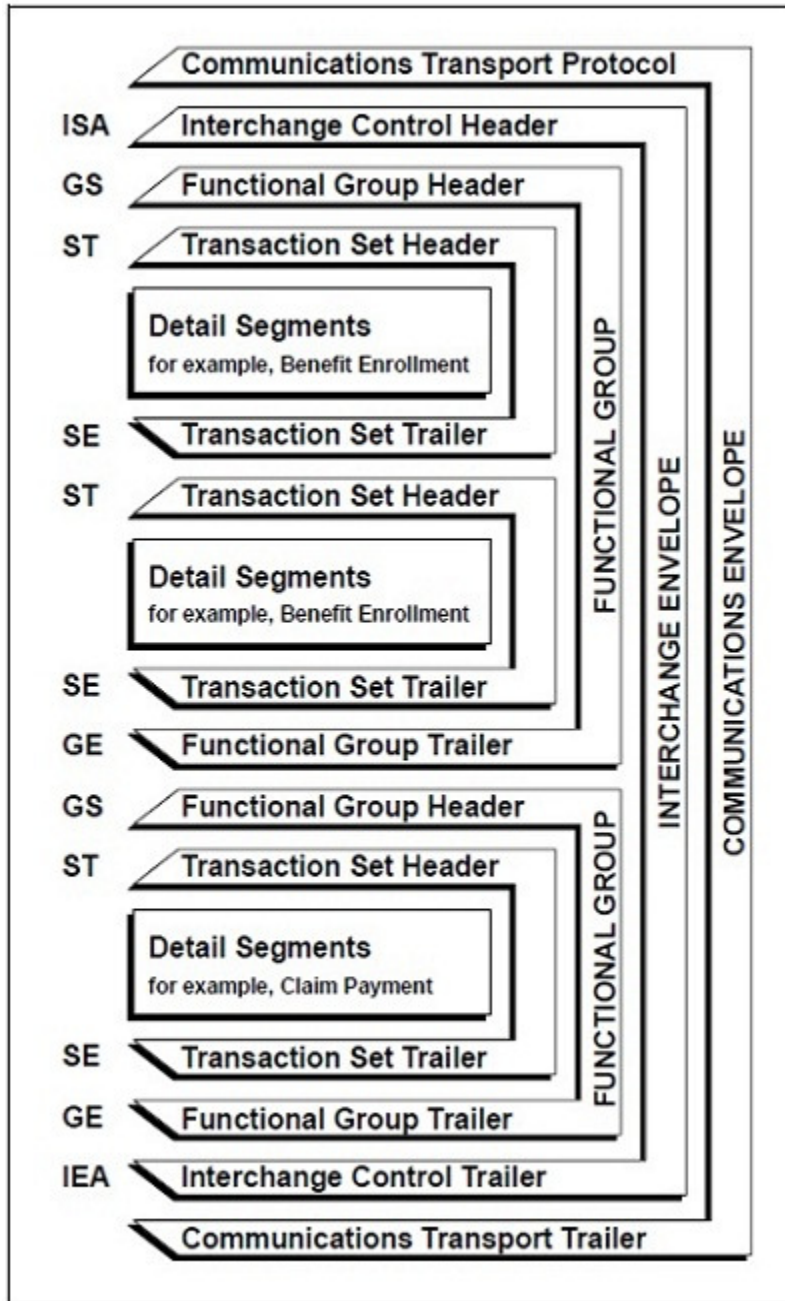 Communications Transport Protocol
ISA Interchange Control Header
GS Functional Group Header
ST Transaction Set Header
Detail Segments
for example, Benefit Enrollment
SE Transaction Set Trailer
ST Transaction Set Header
Detail Segments
for example, Benefit Enrollment
SE Transaction Set Trailer
GE Functional Group Trailer
FUNCTIONAL GROUP
GS Functional Group Header
ST Transaction Set Header
Detail Segments
for example, Claim Payment
SE Transaction Set Trailer
GE Functional Group Trailer
FUNCTIONAL GROUP
IEA Interchange Control Trailer
INTERCHANGE ENVELOPE
Communications Transport Trailer
COMMUNICATIONS ENVELOPE